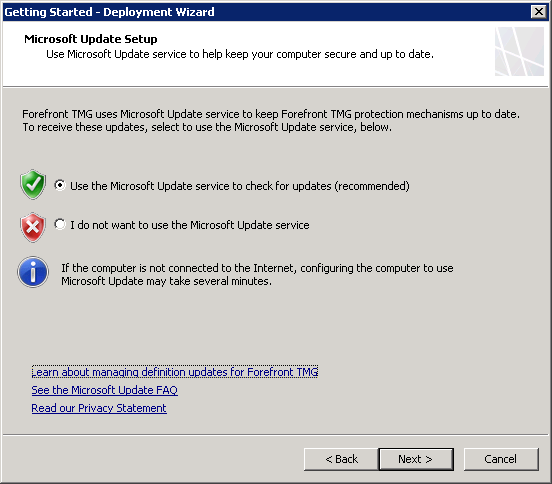 Getting Started - Deployment Wizard
Microsoft Update Setup
Use Microsoft Update service to help keep your computer secure and up to date.
Forefront TMG uses Microsoft Update service to keep Forefront TMG protection mechanisms up to date.
To receive these updates, select to use the Microsoft Update service, below.
Use the Microsoft Update service to check for updates (recommended)
I do not want to use the Microsoft Update service
If the computer is not connected to the Internet, configuring the computer to use
Microsoft Update may take several minutes.
Learn about managing definition updates for Forefront TMG
See the Microsoft Update FAQ
Read our Privacy Statement
< Back
Next >
Cancel